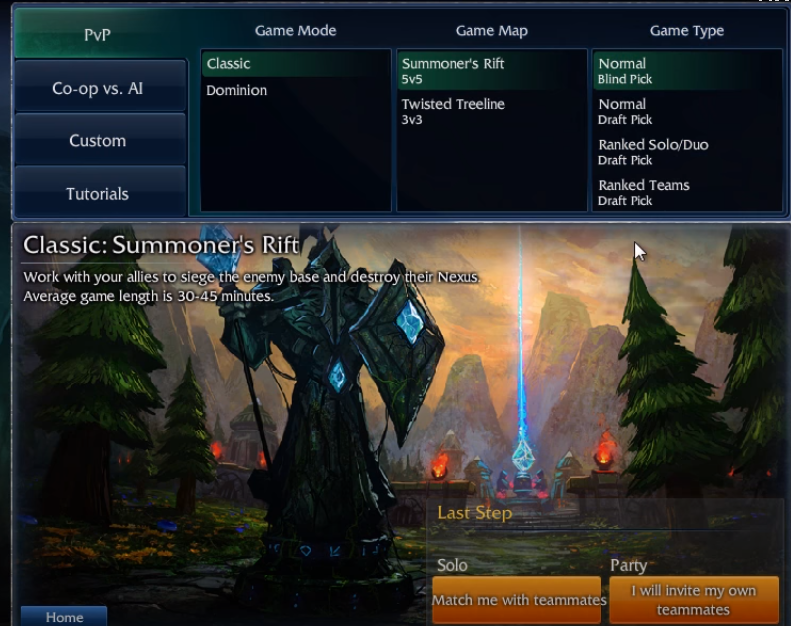 PvP
Co-op vs. AI
Custom
Tutorials
Game Mode
Classic
Dominion
Game Map
Summoner's Rift
5v5
Twisted Treeline
3v3
Game Type
Normal
Blind Pick
Normal
Draft Pick
Ranked Solo/Duo
Draft Pick
Ranked Teams
Draft Pick
Classic: Summoner's Rift
Work with your allies to siege the enemy base and destroy their Nexus.
Average game length is 30-45 minutes.
Last Step
Solo
Match me with teammates
Party
I will invite my own
teammates
Home